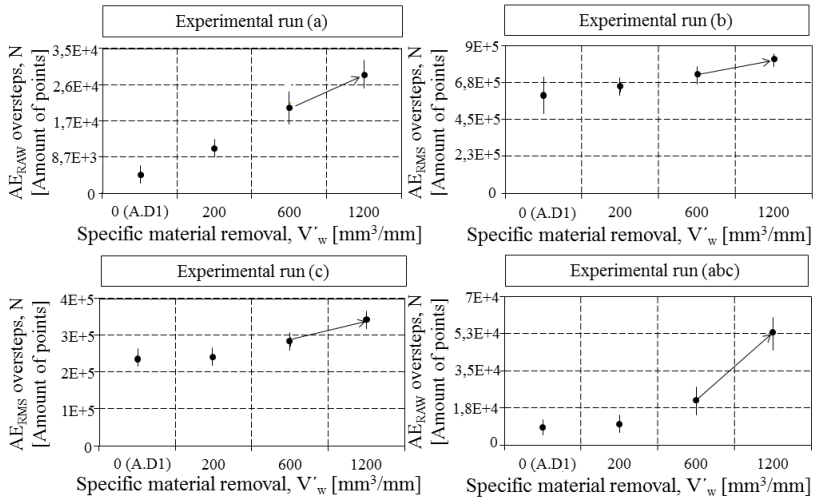 Experimental run (a)
AE_RAW oversteps, N
[Amount of points]
3,5E+4
2,6E+4
1,7E+4
8,7E+3
0
0 (A.D1) 200 600 1200
Specific material removal, V´_w [mm³/mm]
Experimental run (b)
AE_RMS oversteps, N
[Amount of points]
9E+5
6,8E+5
4,5E+5
2,3E+5
0
0 (A.D1) 200 600 1200
Specific material removal, V´_w [mm³/mm]
Experimental run (c)
AE_RMS oversteps, N
[Amount of points]
4E+5
3E+5
2E+5
1E+5
0
0 (A.D1) 200 600 1200
Specific material removal, V´_w [mm³/mm]
Experimental run (abc)
AE_RAW oversteps, N
[Amount of points]
7E+4
5,3E+4
3,5E+4
1,8E+4
0
0 (A.D1) 200 600 1200
Specific material removal, V´_w [mm³/mm]